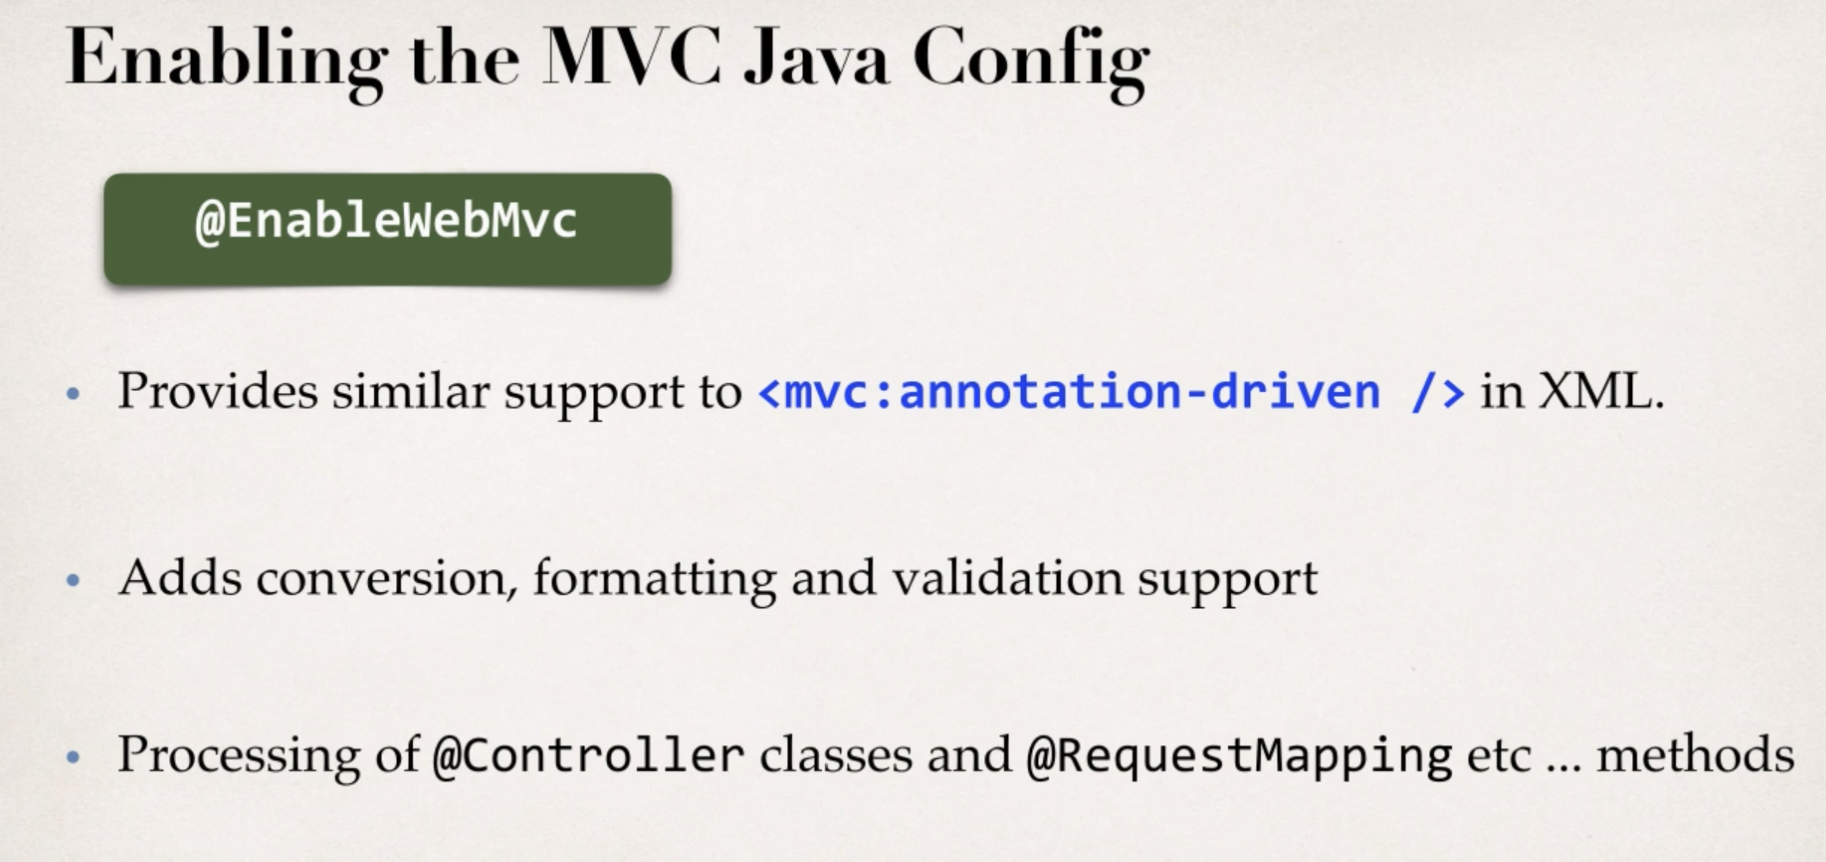 Enabling the MVC Java Config
@EnableWebMvc
• Provides similar support to <mvc:annotation-driven /> in XML.
• Adds conversion, formatting and validation support
• Processing of @Controller classes and @RequestMapping etc ... methods